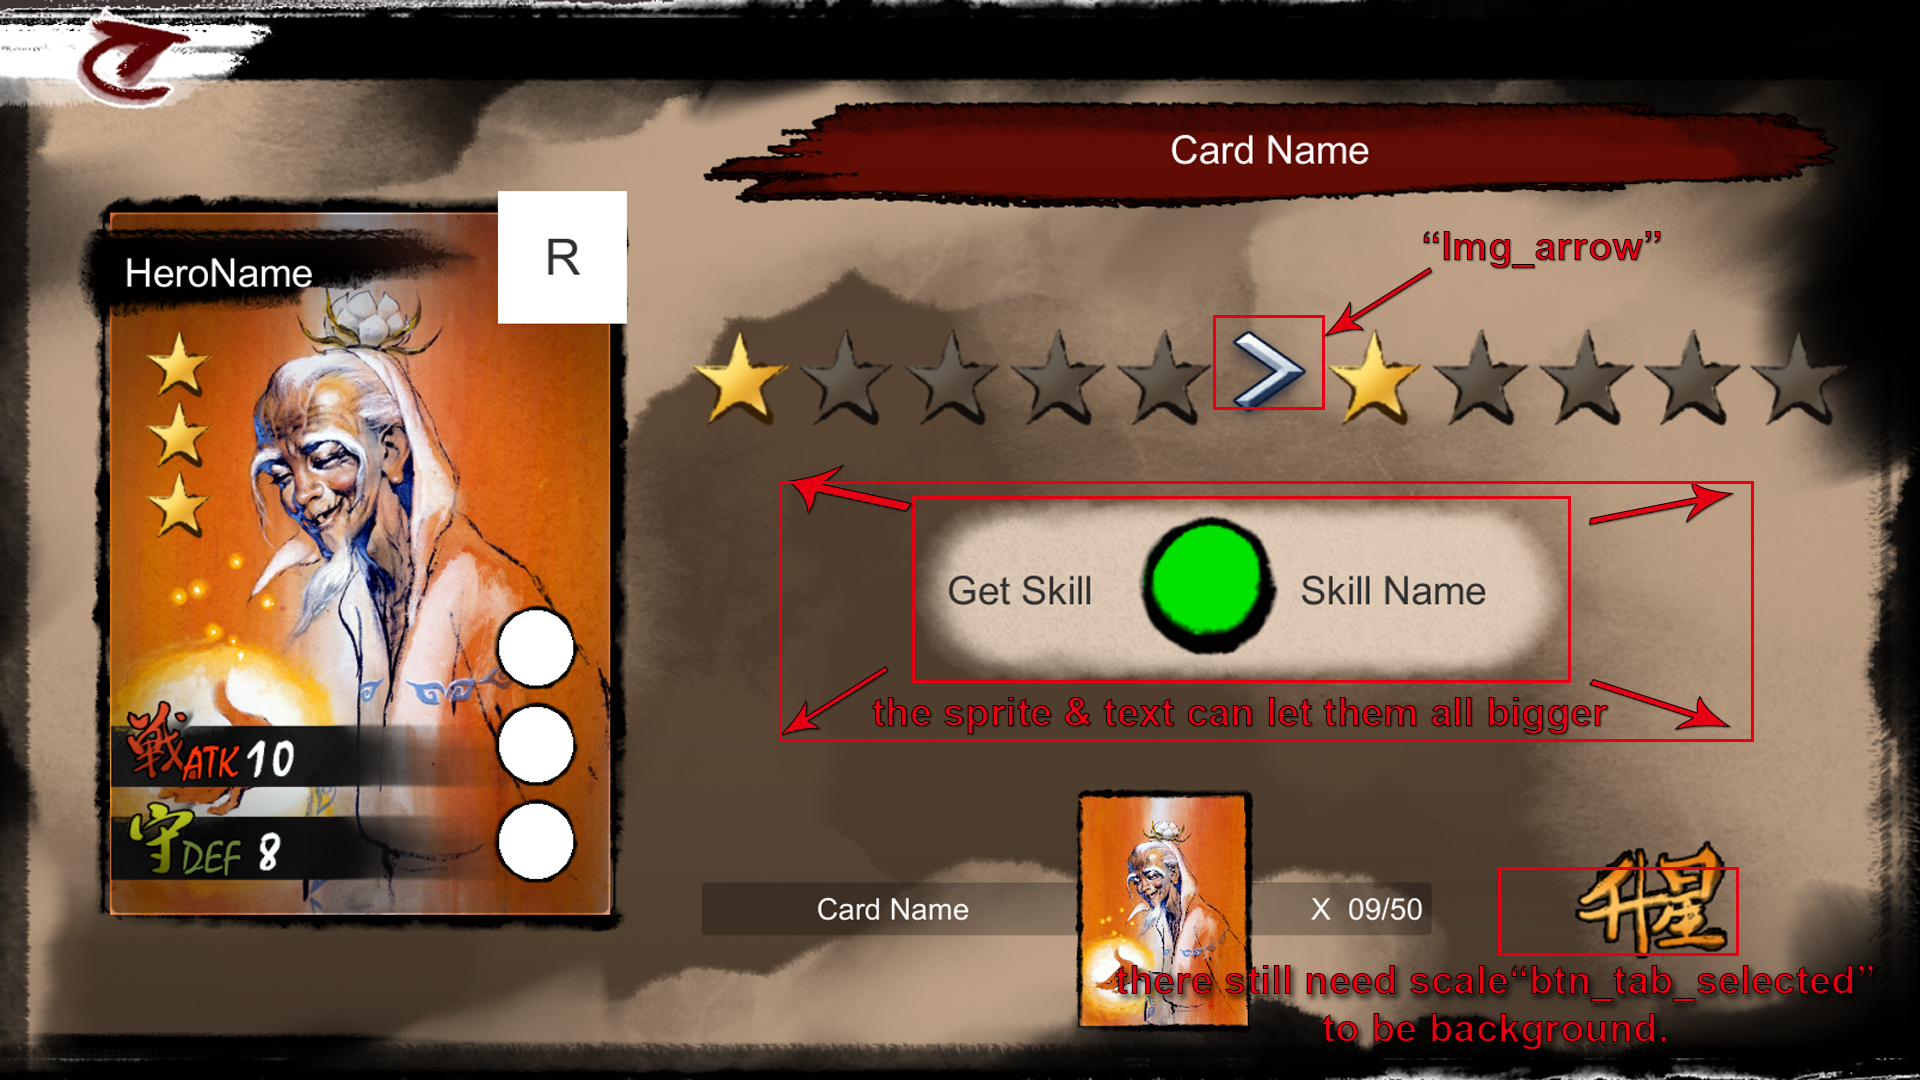 Card Name
“Img_arrow”
R
HeroName
Get Skill
Skill Name
the sprite & text can let them all bigger
戰ATK 10
守DEF 8
Card Name
X 09/50
升星
there still need scale“btn_tab_selected”
to be background.